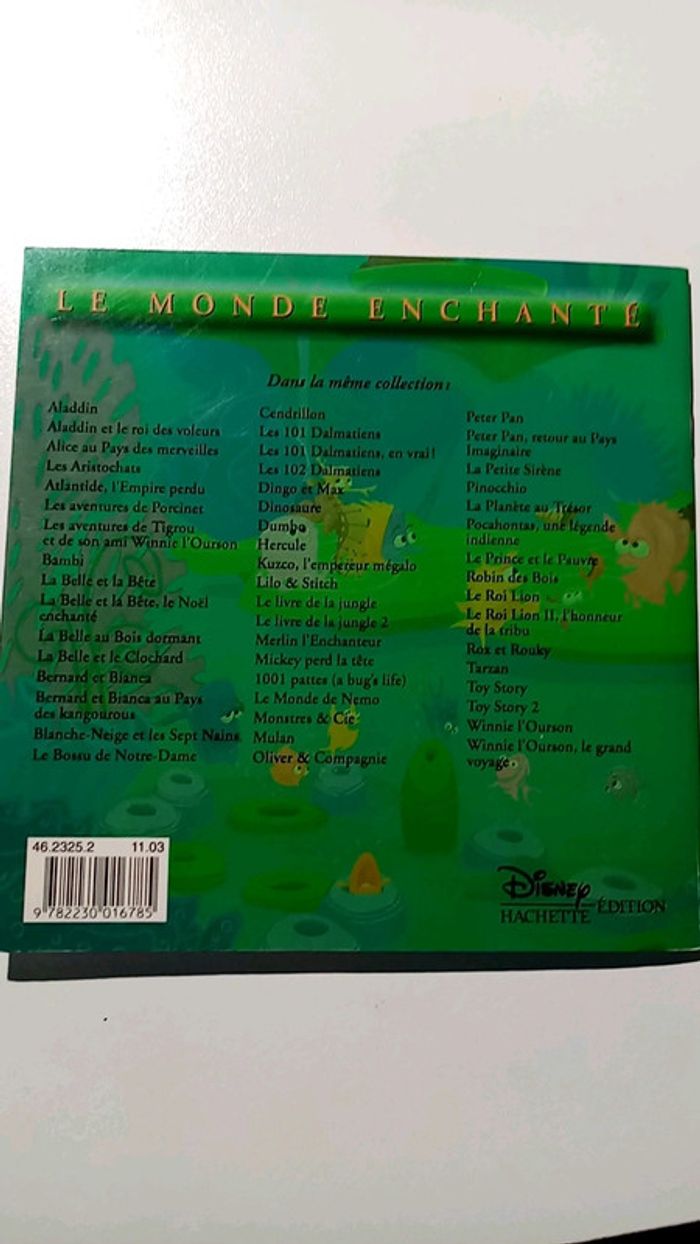 LE MONDE ENCHANTÉ
Dans la même collection :
Aladdin
Aladdin et le roi des voleurs
Alice au Pays des merveilles
Les Aristochats
Atlantide, l'Empire perdu
Les aventures de Porcinet
Les aventures de Tigrou
et de son ami Winnie l'Ourson
Bambi
La Belle et la Bête
La Belle et la Bête, le Noël
enchanté
La Belle au Bois dormant
La Belle et le Clochard
Bernard et Bianca
Bernard et Bianca au Pays
des kangourous
Blanche-Neige et les Sept Nains
Le Bossu de Notre-Dame
Cendrillon
Les 101 Dalmatiens
Les 101 Dalmatiens, en vrai !
Les 102 Dalmatiens
Dingo et Max
Dinosaure
Dumbo
Hercule
Kuzco, l'empereur mégalo
Lilo & Stitch
Le livre de la jungle
Le livre de la jungle 2
Merlin l'Enchanteur
Mickey perd la tête
1001 pattes (a bug's life)
Le Monde de Nemo
Monstres & Cie
Mulan
Oliver & Compagnie
Peter Pan
Peter Pan, retour au Pays
Imaginaire
La Petite Sirène
Pinocchio
La Planète au Trésor
Pocahontas, une légende
indienne
Le Prince et le Pauvre
Robin des Bois
Le Roi Lion
Le Roi Lion II, l'honneur
de la tribu
Rox et Rouky
Tarzan
Toy Story
Toy Story 2
Winnie l'Ourson
Winnie l'Ourson, le grand
voyage
46.2325.2 11.03
9 782230 016785
Disney
HACHETTE ÉDITION